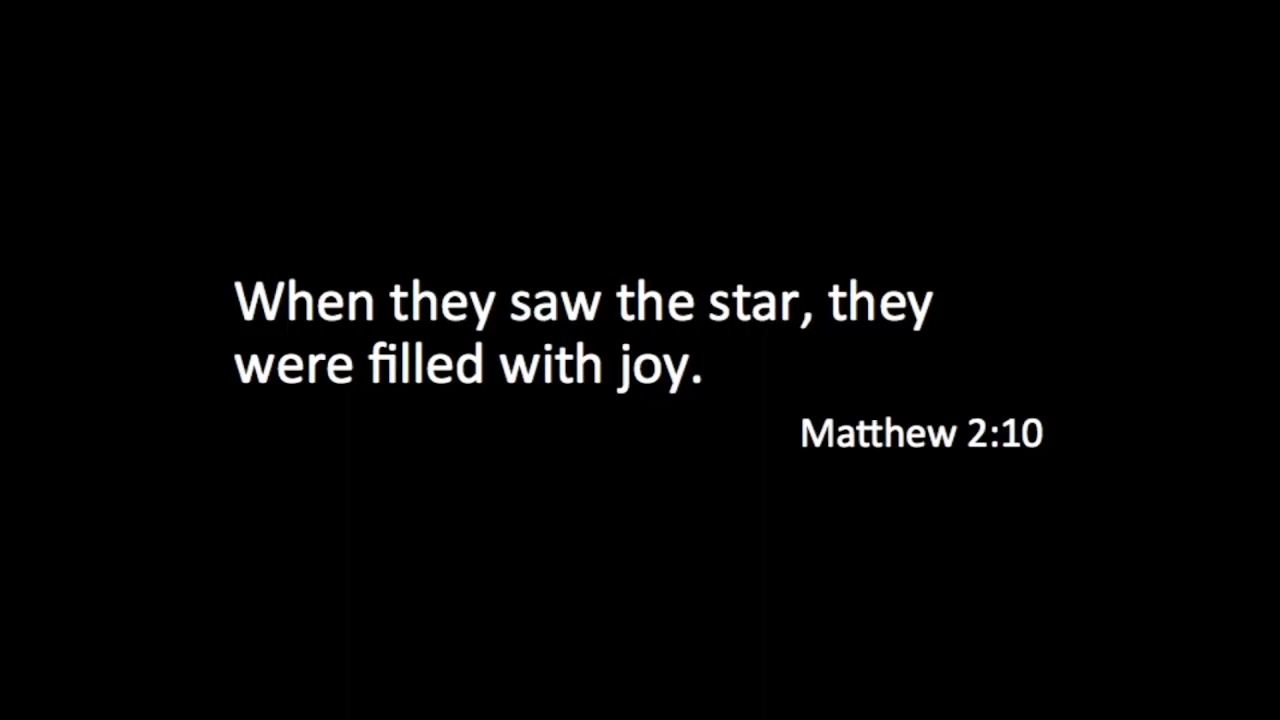 When they saw the star, they
were filled with joy.
Matthew 2:10